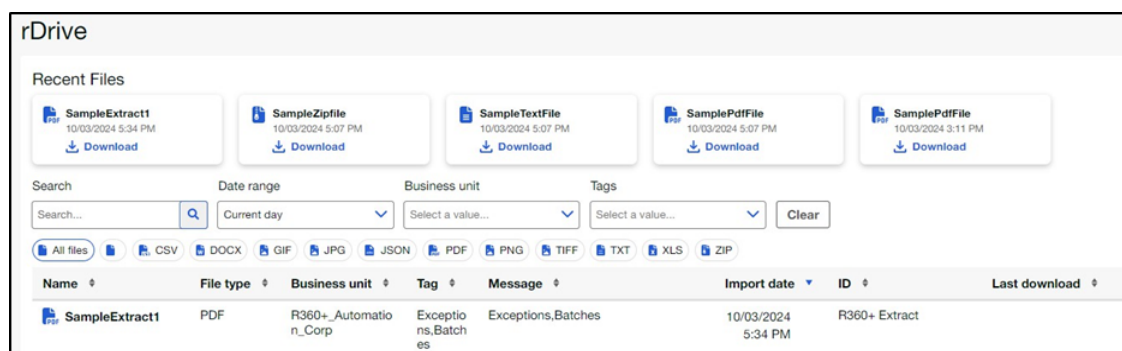 rDrive
Recent Files
SampleExtract1
10/03/2024 5:34 PM
Download
SampleZipfile
10/03/2024 5:07 PM
Download
SampleTextFile
10/03/2024 5:07 PM
Download
SamplePdfFile
10/03/2024 5:07 PM
Download
SamplePdfFile
10/03/2024 3:11 PM
Download
Search Date range Business unit Tags
Search... Current day Select a value... Select a value... Clear
All files CSV DOCX GIF JPG JSON PDF PNG TIFF TXT XLS ZIP
Name File type Business unit Tag Message Import date ID Last download
SampleExtract1 PDF R360+_Automatio Exceptio Exceptions,Batches 10/03/2024 R360+ Extract
n_Corp ns,Batch 5:34 PM
es